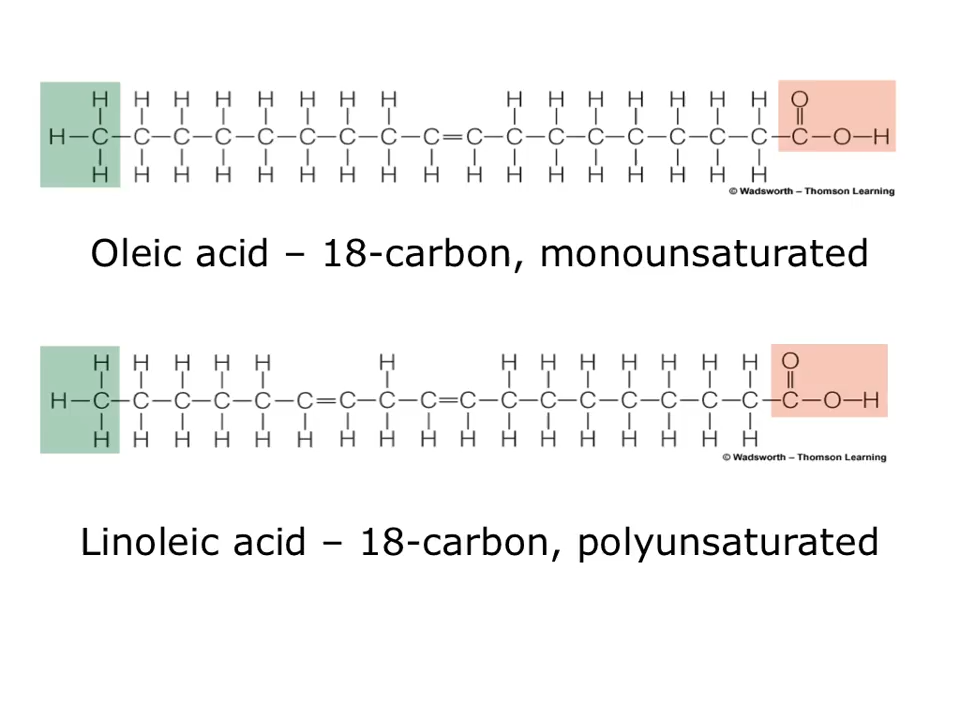 H H H H H H H H H H H H H H H O
H—C—C—C—C—C—C—C—C—C=C—C—C—C—C—C—C—C—C—O—H
H H H H H H H H H H H H H H H H H
© Wadsworth – Thomson Learning
Oleic acid – 18-carbon, monounsaturated
H H H H H H H H H H H H H O
H—C—C—C—C—C—C=C—C—C=C—C—C—C—C—C—C—C—C—O—H
H H H H H H H H H H H H H H H H H
© Wadsworth – Thomson Learning
Linoleic acid – 18-carbon, polyunsaturated